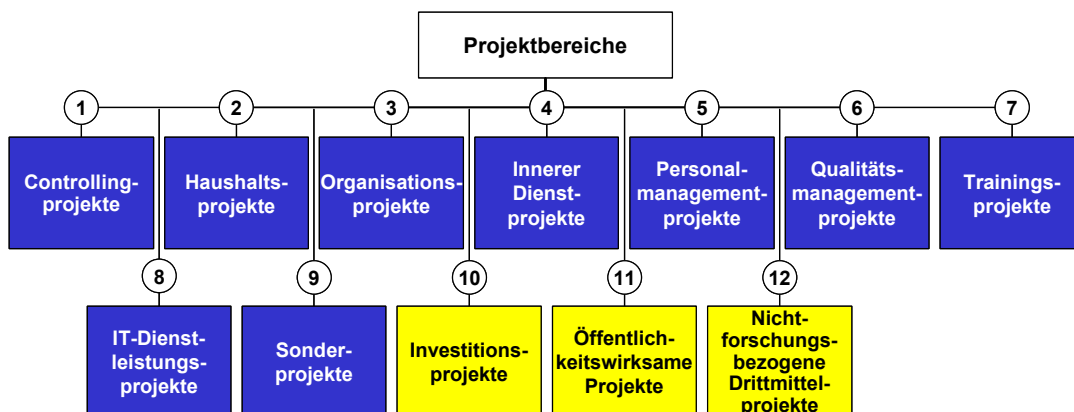 Projektbereiche
1
Controlling-
projekte
2
Haushalts-
projekte
3
Organisations-
projekte
4
Innerer
Dienst-
projekte
5
Personal-
management-
projekte
6
Qualitäts-
management-
projekte
7
Trainings-
projekte
8
IT-Dienst-
leistungs-
projekte
9
Sonder-
projekte
10
Investitions-
projekte
11
Öffentlich-
keitswirksame
Projekte
12
Nicht-
forschungs-
bezogene
Drittmittel-
projekte